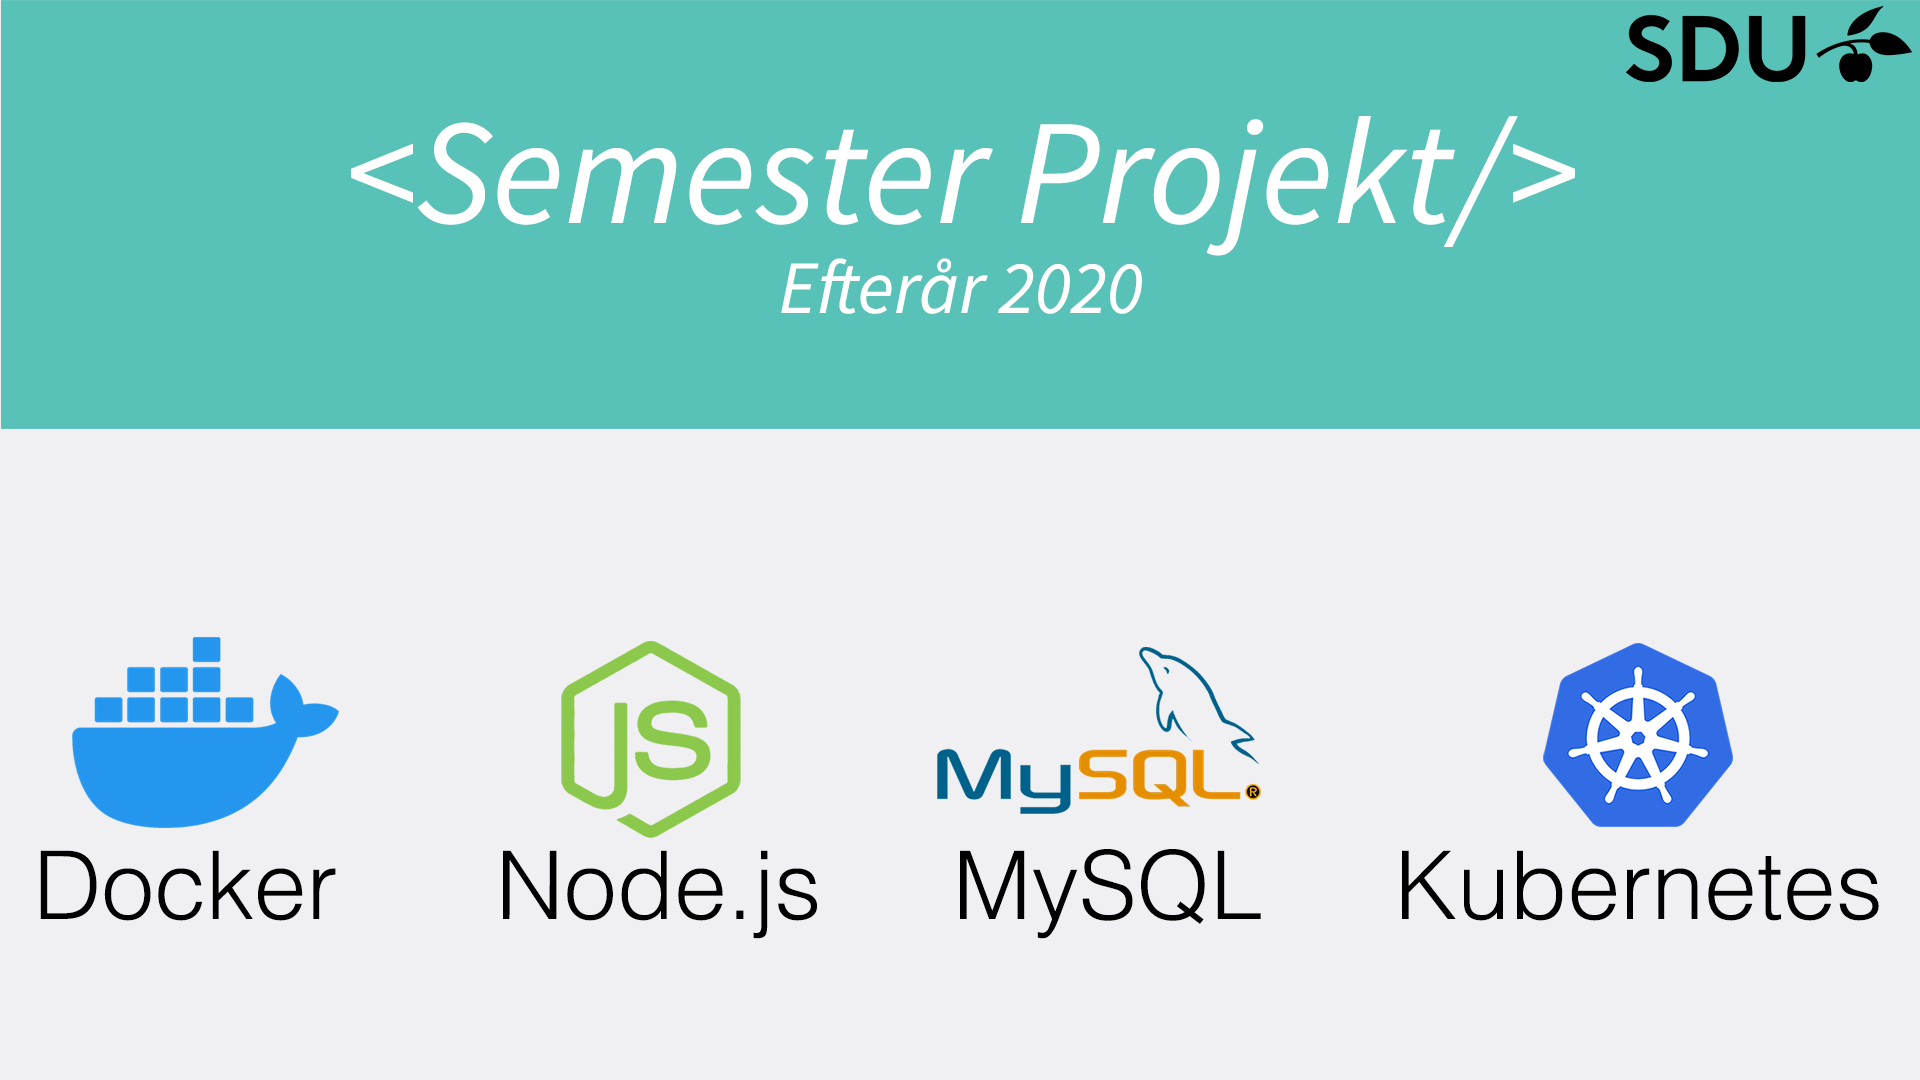 SDU
<Semester Projekt/>
Efterår 2020
JS
MySQL®
Docker
Node.js
MySQL
Kubernetes